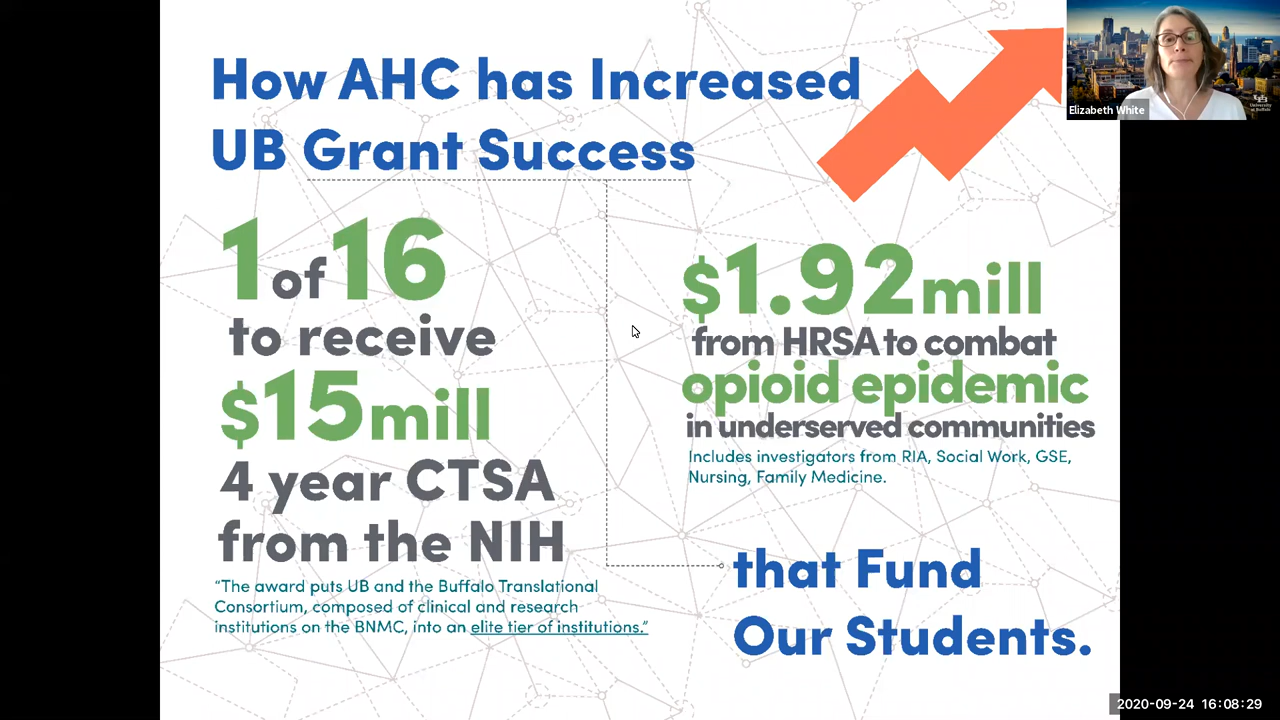 How AHC has Increased
UB Grant Success
1 of 16
to receive
$15 mill
4 year CTSA
from the NIH
"The award puts UB and the Buffalo Translational
Consortium, composed of clinical and research
institutions on the BNMC, into an elite tier of institutions."
$1.92 mill
from HRSA to combat
opioid epidemic
in underserved communities
Includes investigators from RIA, Social Work, GSE,
Nursing, Family Medicine.
that Fund
Our Students.
Elizabeth White
University
at Buffalo
2020-09-24 16:08:29